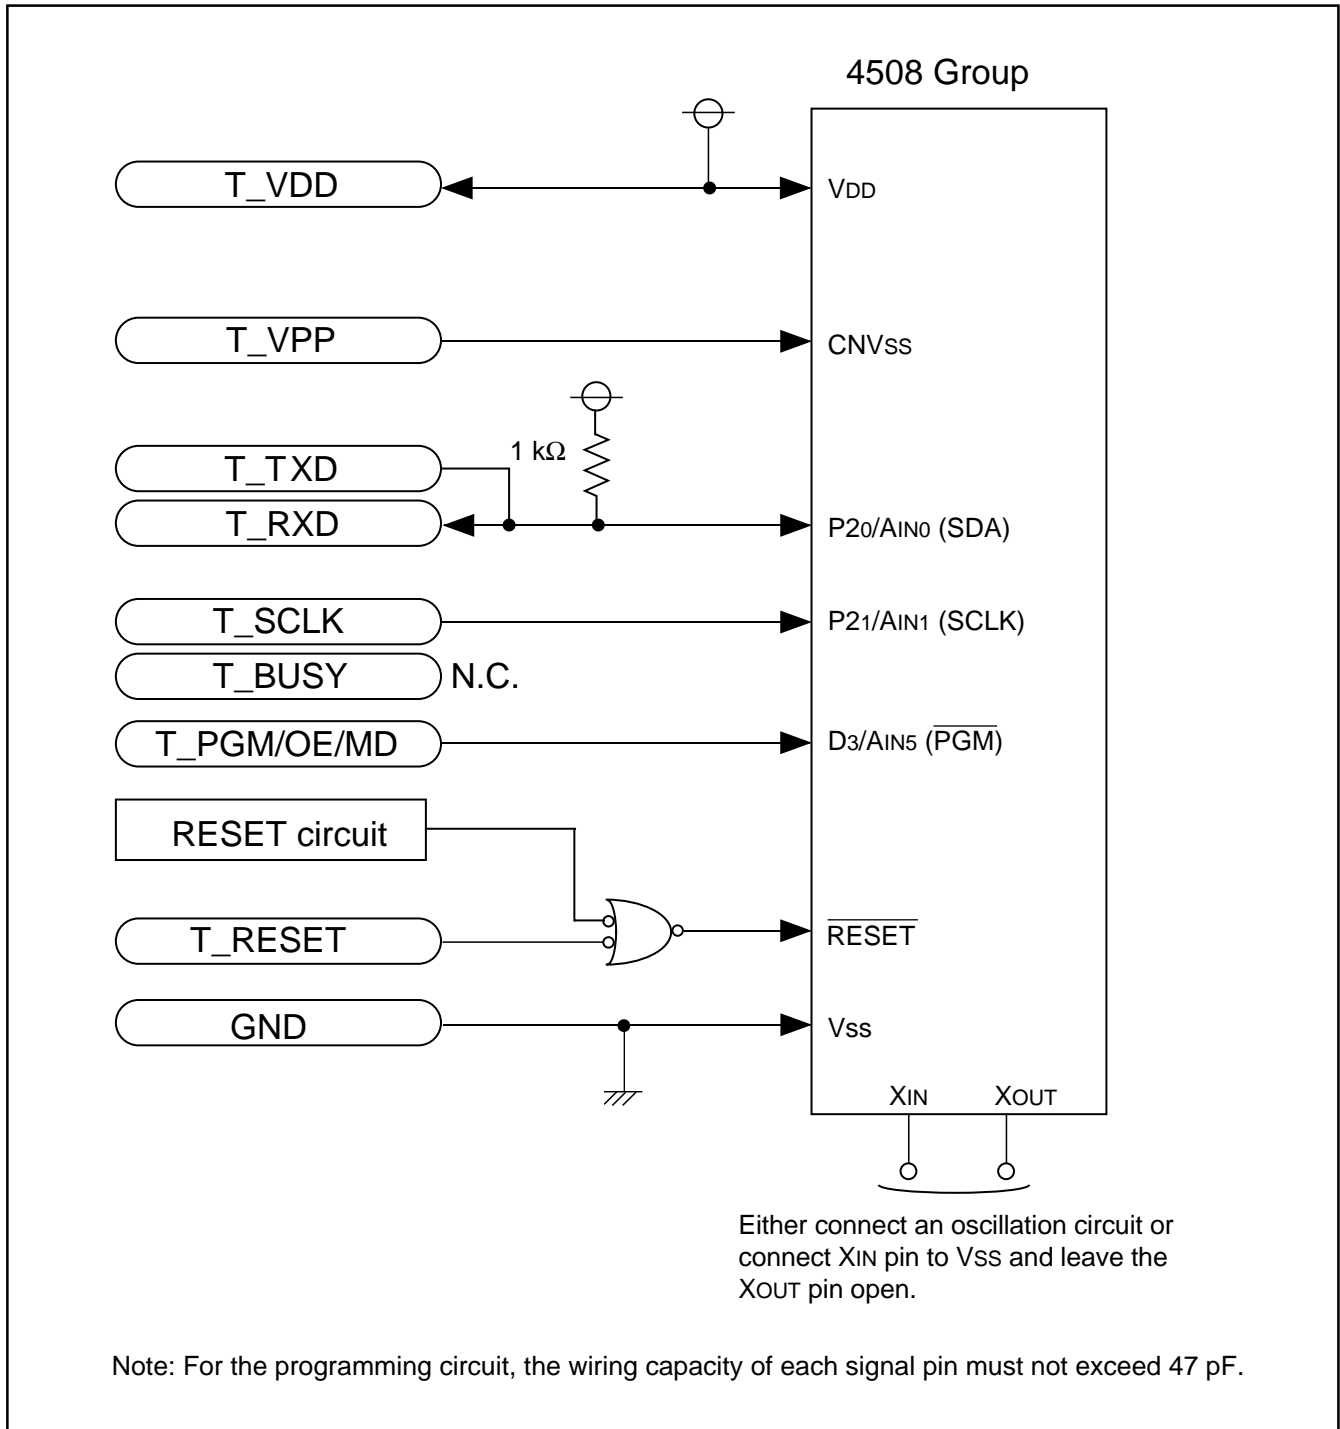 4508 Group
T_VDD
VDD
T_VPP
CNVSS
1 kΩ
T_TXD
T_RXD
P20/AIN0 (SDA)
T_SCLK
P21/AIN1 (SCLK)
T_BUSY N.C.
T_PGM/OE/MD
D3/AIN5 (PGM)
RESET circuit
T_RESET
RESET
GND
VSS
XIN XOUT
Either connect an oscillation circuit or
connect XIN pin to VSS and leave the
XOUT pin open.
Note: For the programming circuit, the wiring capacity of each signal pin must not exceed 47 pF.